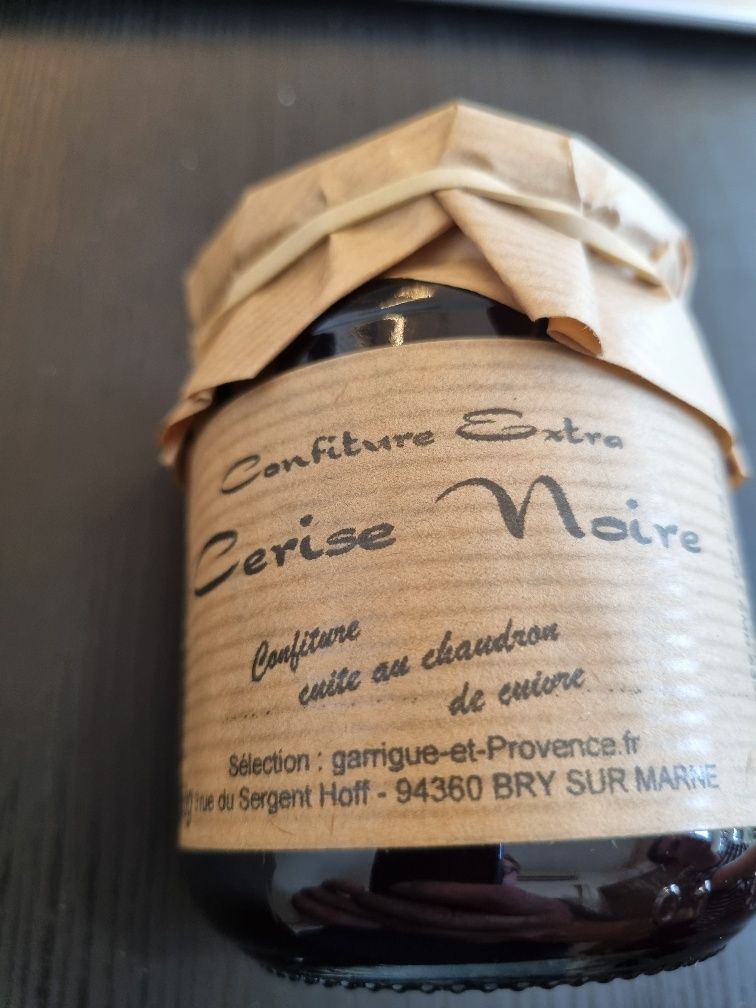 Confiture Extra
Cerise Noire
Confiture
cuite au chaudron
de cuivre
Sélection : garrigue-et-Provence.fr
rue du Sergent Hoff - 94360 BRY SUR MARNE